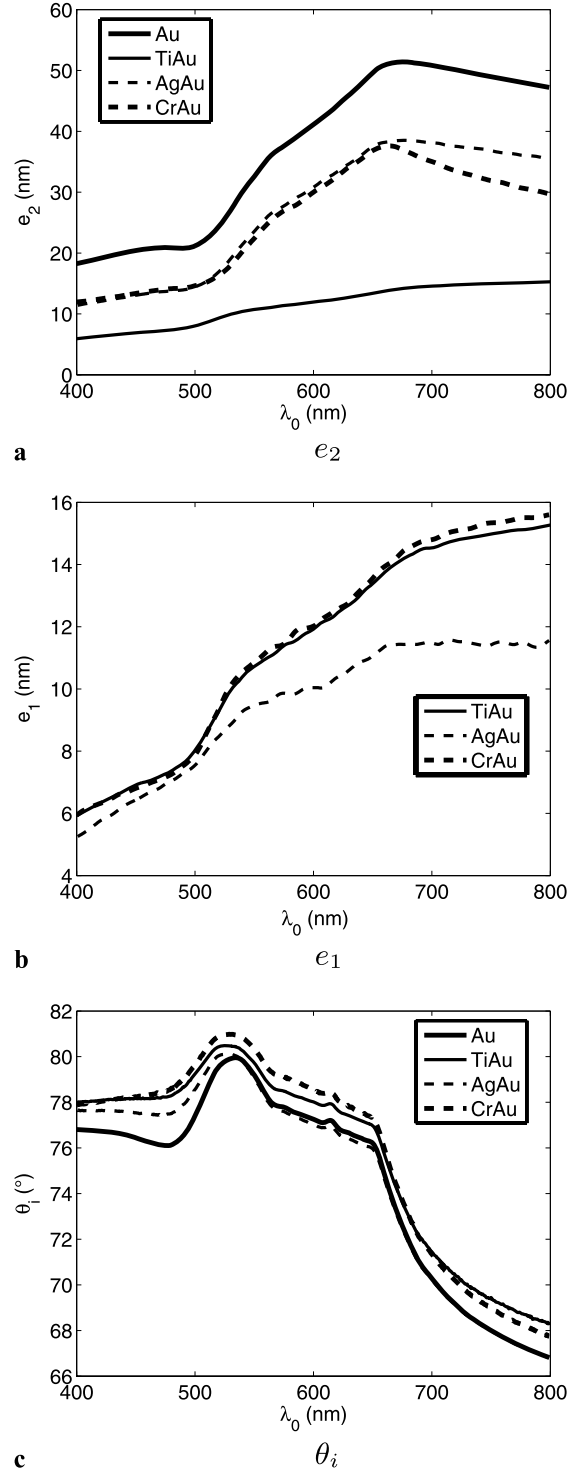 60
50
40
30
20
10
0
e2 (nm)
Au
TiAu
AgAu
CrAu
400 500 600 700 800
λ0 (nm)
a e2
16
14
12
10
8
6
4
e1 (nm)
TiAu
AgAu
CrAu
400 500 600 700 800
λ0 (nm)
b e1
82
80
78
76
74
72
70
68
66
θi (°)
Au
TiAu
AgAu
CrAu
400 500 600 700 800
λ0 (nm)
c θi